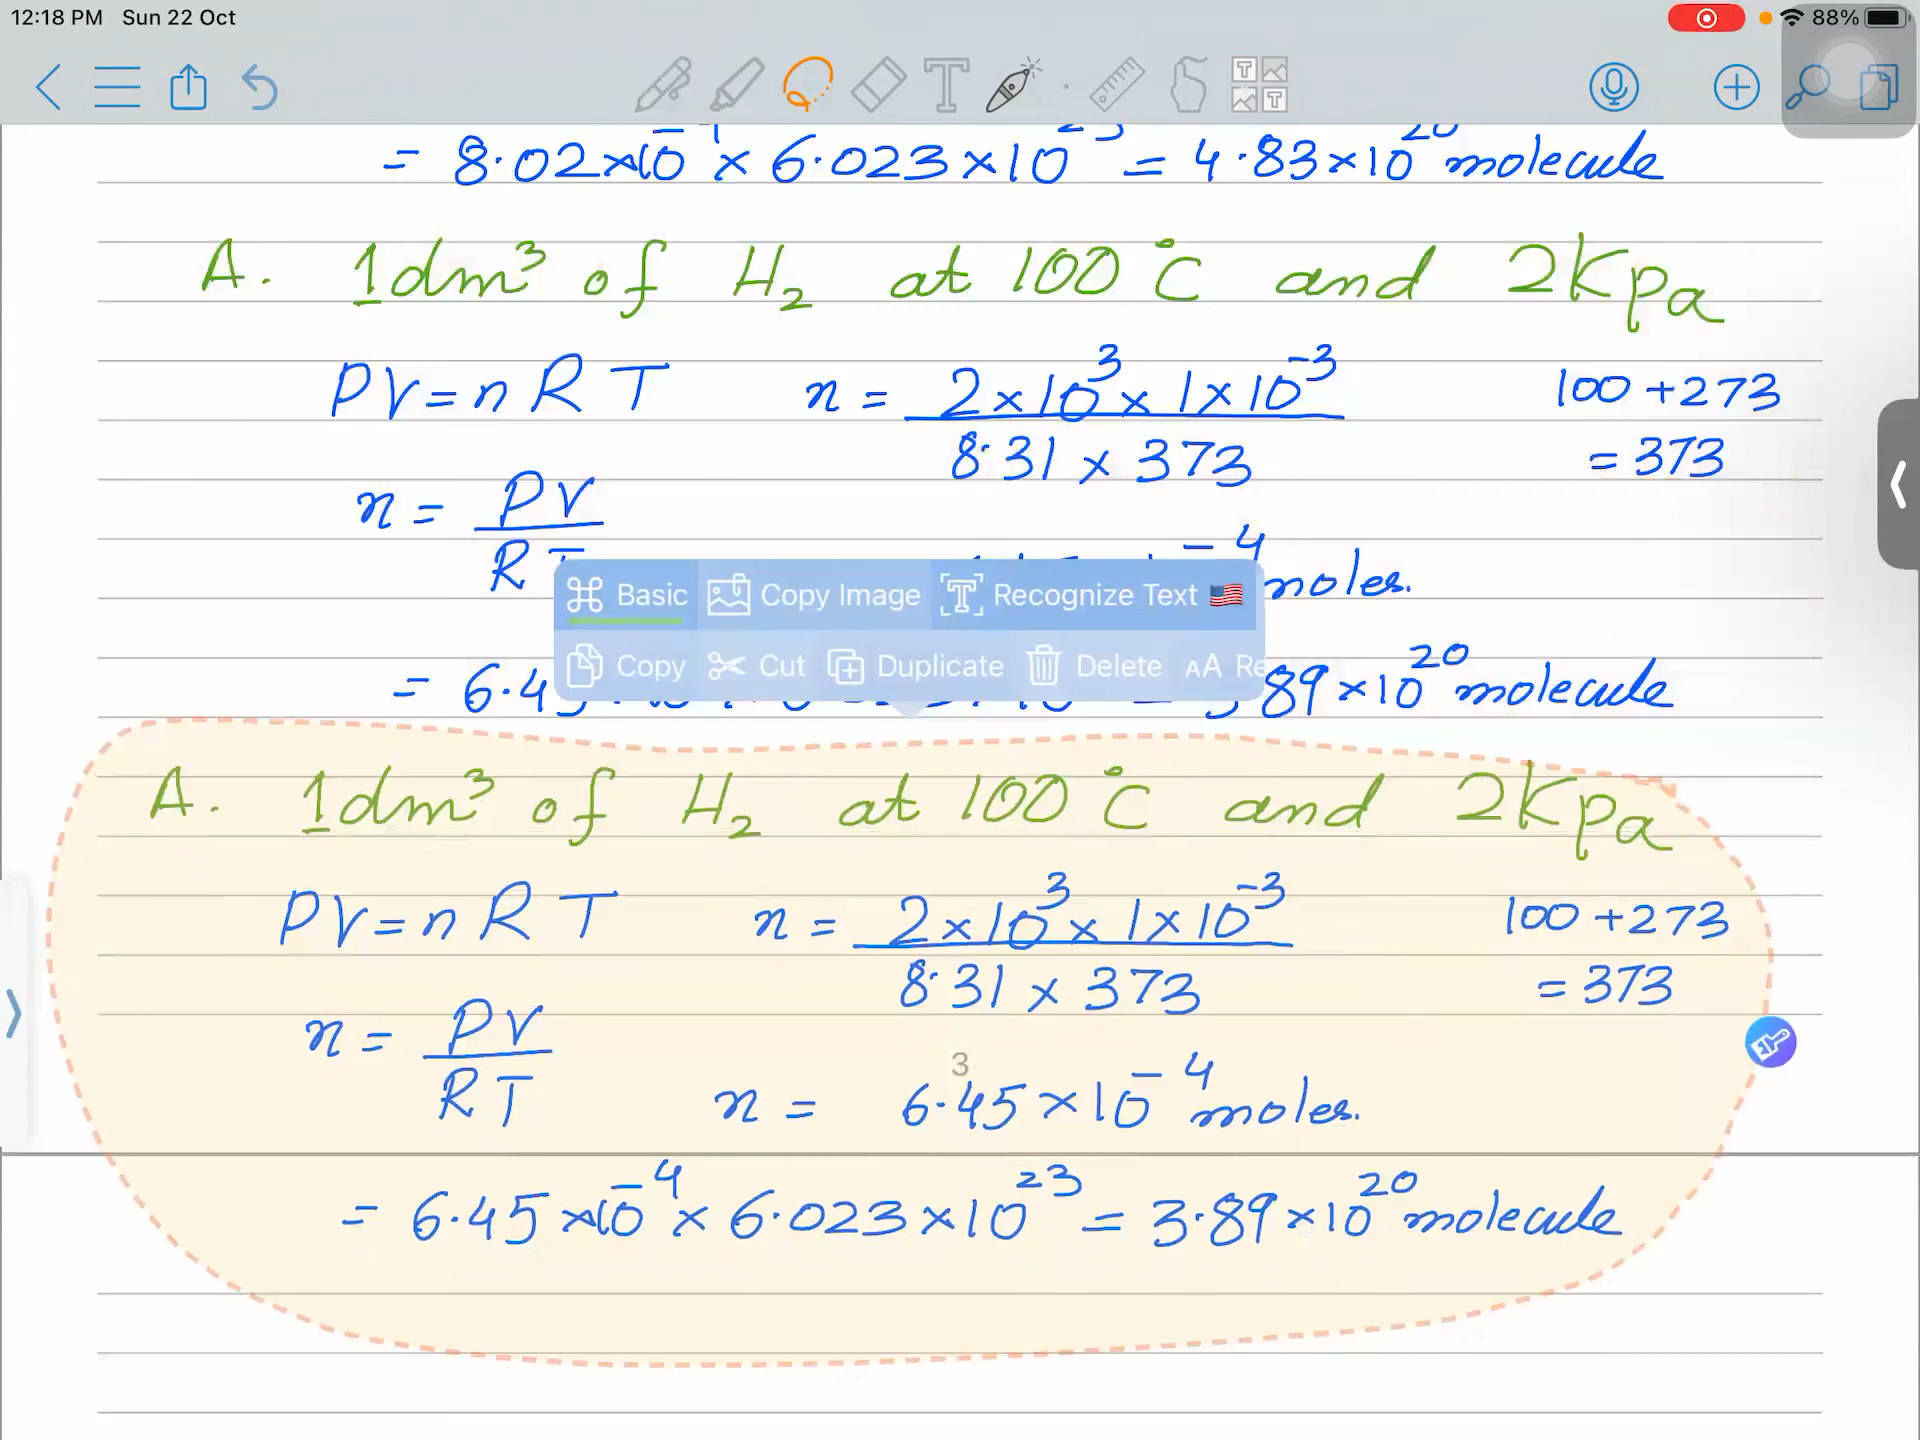 12:18 PM Sun 22 Oct
88%
= 8.02×10⁻ × 6.023×10²³ = 4.83×10²⁰ molecule
A. 1dm³ of H₂ at 100°C and 2Kpa
PV=nRT n = 2×10³×1×10⁻³ 100+273
8.31 × 373 = 373
n = PV
R
⁻⁴ moles.
Basic Copy Image Recognize Text
Copy Cut Duplicate Delete AA Re
= 6.4 89×10²⁰ molecule
A. 1dm³ of H₂ at 100°C and 2Kpa
PV=nRT n = 2×10³×1×10⁻³ 100+273
8.31 × 373 = 373
n = PV
RT
3
n = 6.45×10⁻⁴ moles.
= 6.45×10⁻⁴ × 6.023×10²³ = 3.89×10²⁰ molecule